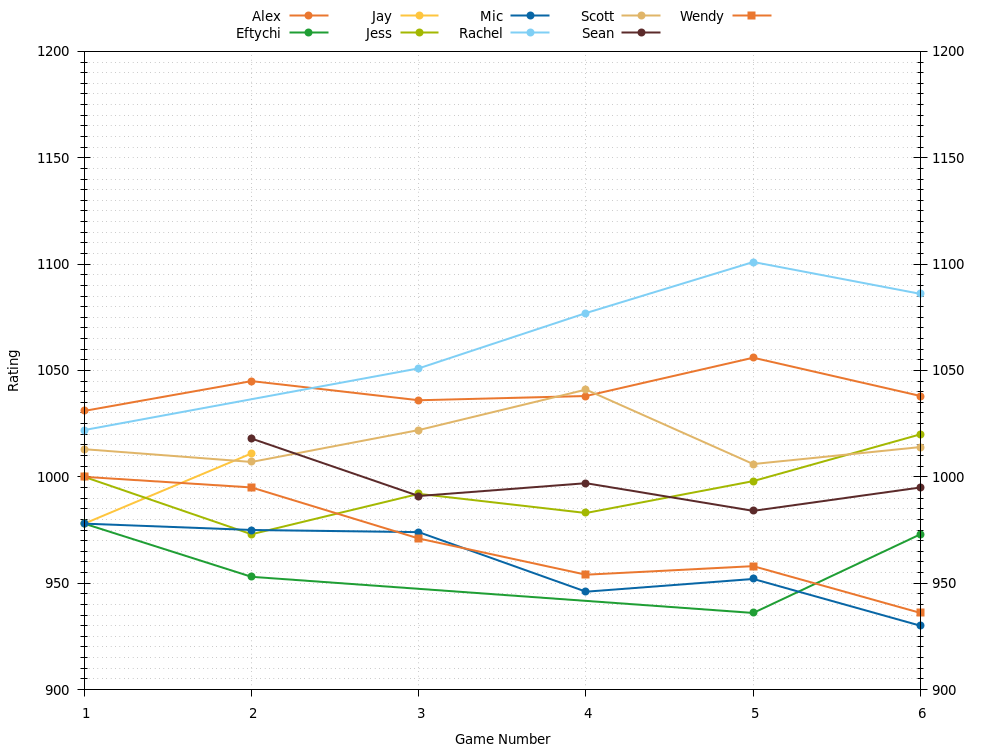 Alex Jay Mic Scott Wendy
Eftychi Jess Rachel Sean
1200 1200
1150 1150
1100 1100
1050 1050
Rating
1000 1000
950 950
900 900
1 2 3 4 5 6
Game Number